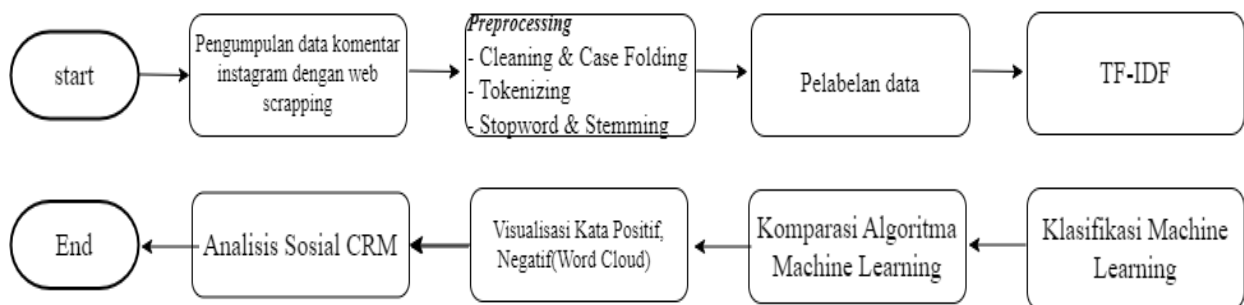 start
Pengumpulan data komentar
instagram dengan web
scrapping
Preprocessing
- Cleaning & Case Folding
- Tokenizing
- Stopword & Stemming
Pelabelan data
TF-IDF
Klasifikasi Machine
Learning
Komparasi Algoritma
Machine Learning
Visualisasi Kata Positif,
Negatif(Word Cloud)
Analisis Sosial CRM
End